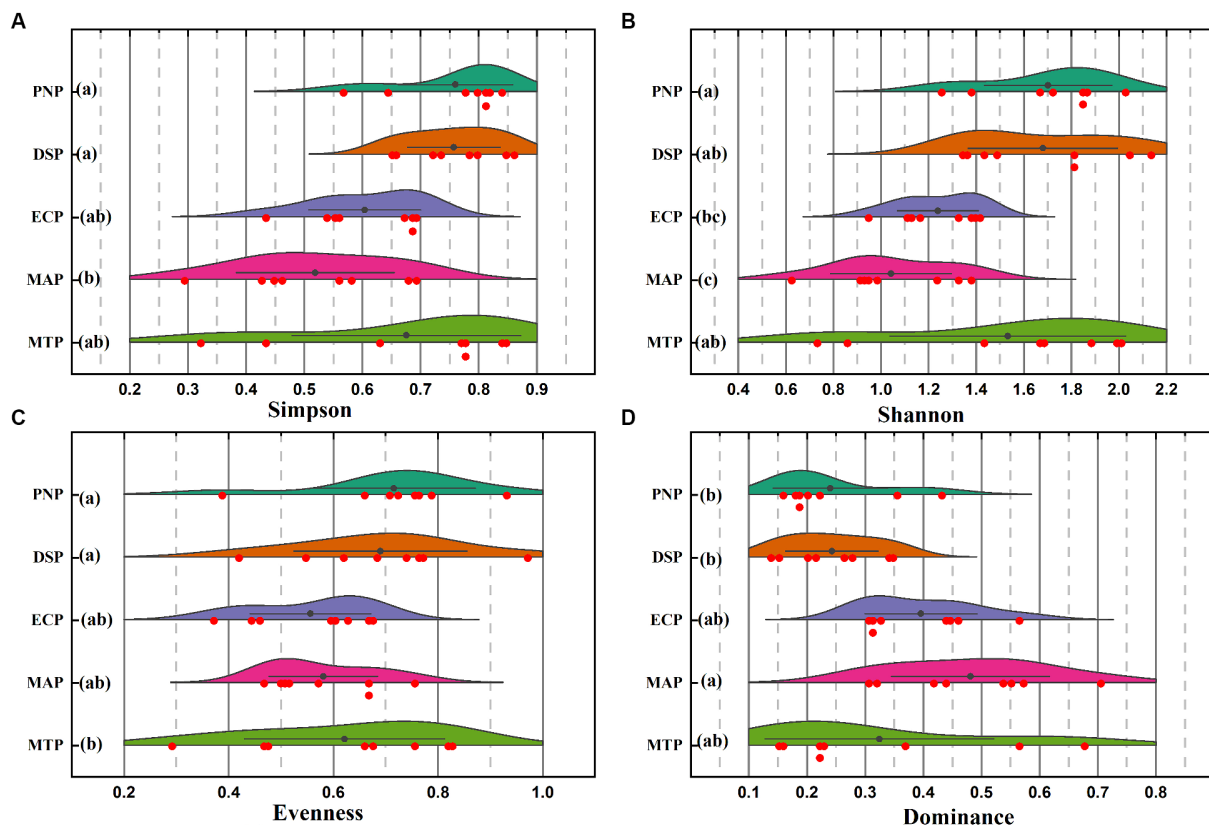 A
PNP (a)
DSP (a)
ECP (ab)
MAP (b)
MTP (ab)
0.2 0.3 0.4 0.5 0.6 0.7 0.8 0.9
Simpson
B
PNP (a)
DSP (ab)
ECP (bc)
MAP (c)
MTP (ab)
0.4 0.6 0.8 1.0 1.2 1.4 1.6 1.8 2.0 2.2
Shannon
C
PNP (a)
DSP (a)
ECP (ab)
MAP (ab)
MTP (b)
0.2 0.4 0.6 0.8 1.0
Evenness
D
PNP (b)
DSP (b)
ECP (ab)
MAP (a)
MTP (ab)
0.1 0.2 0.3 0.4 0.5 0.6 0.7 0.8
Dominance